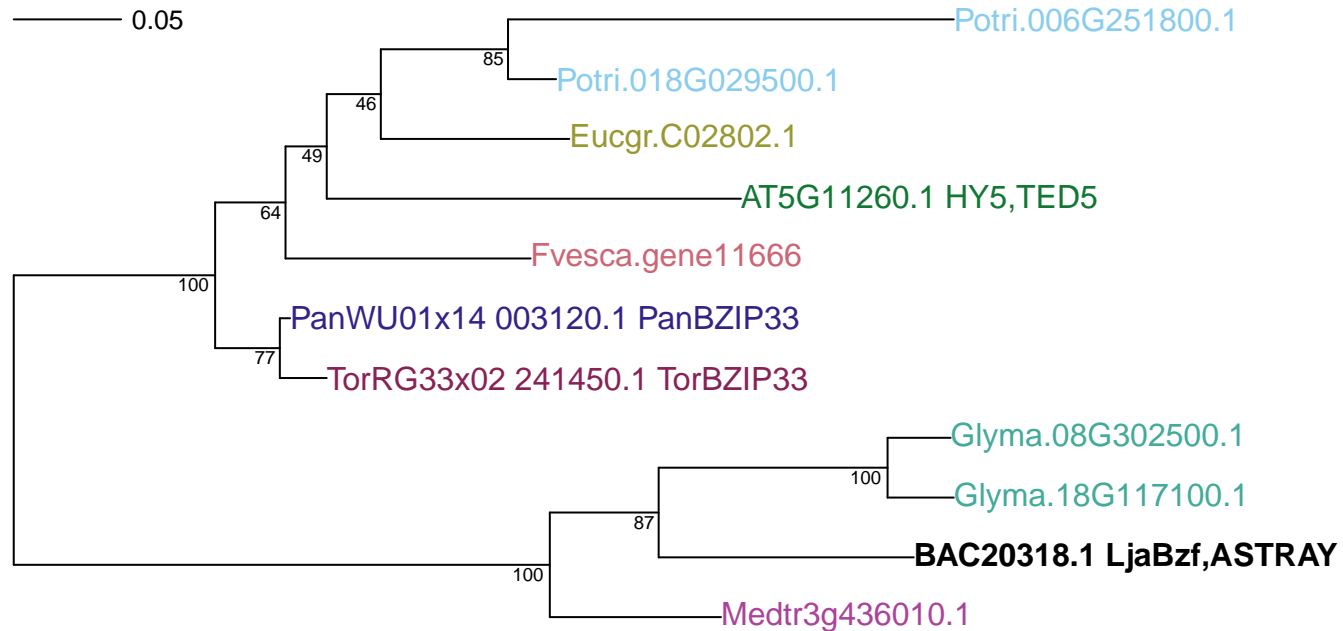 0.05
Potri.006G251800.1
85
Potri.018G029500.1
46
Eucgr.C02802.1
49
AT5G11260.1 HY5,TED5
64
Fvesca.gene11666
100
PanWU01x14 003120.1 PanBZIP33
77
TorRG33x02 241450.1 TorBZIP33
Glyma.08G302500.1
100
Glyma.18G117100.1
87
BAC20318.1 LjaBzf,ASTRAY
100
Medtr3g436010.1